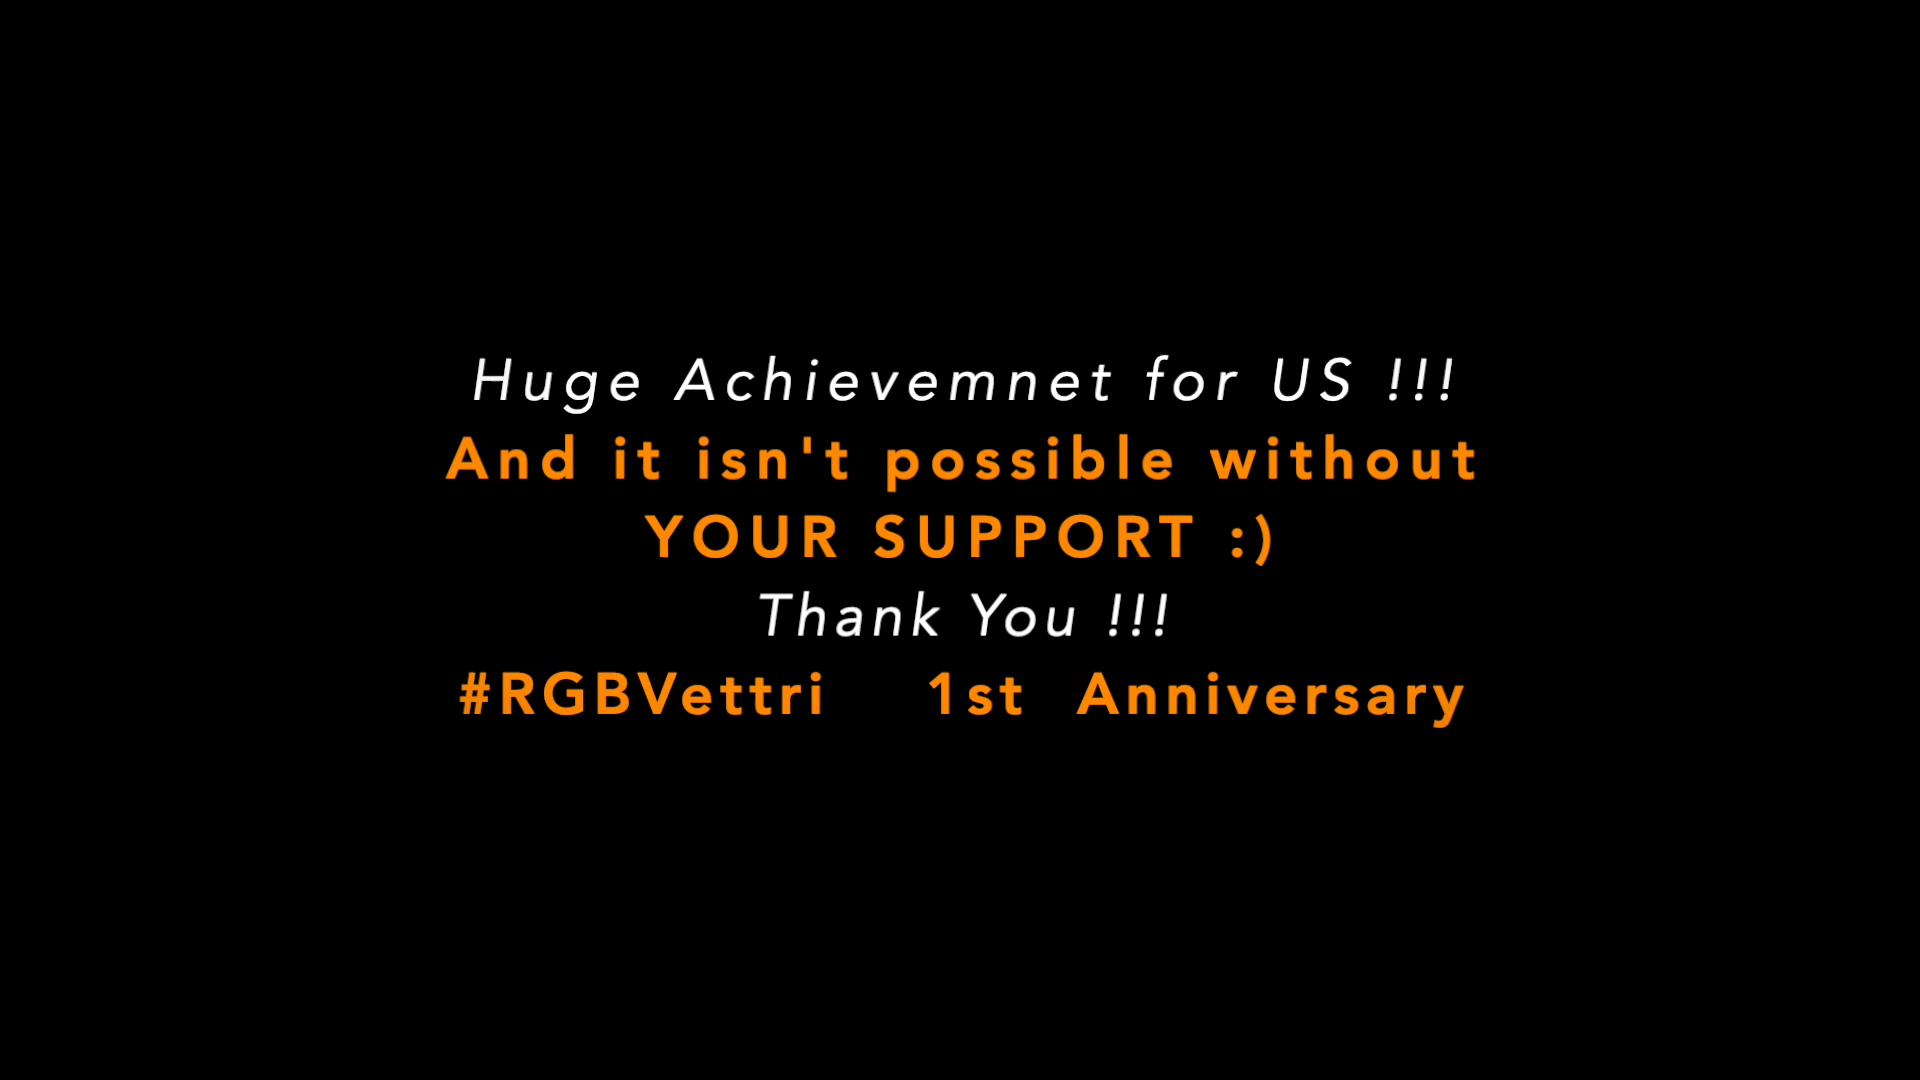 Huge Achievemnet for US !!!
And it isn't possible without
YOUR SUPPORT :)
Thank You !!!
#RGBVettri 1st Anniversary